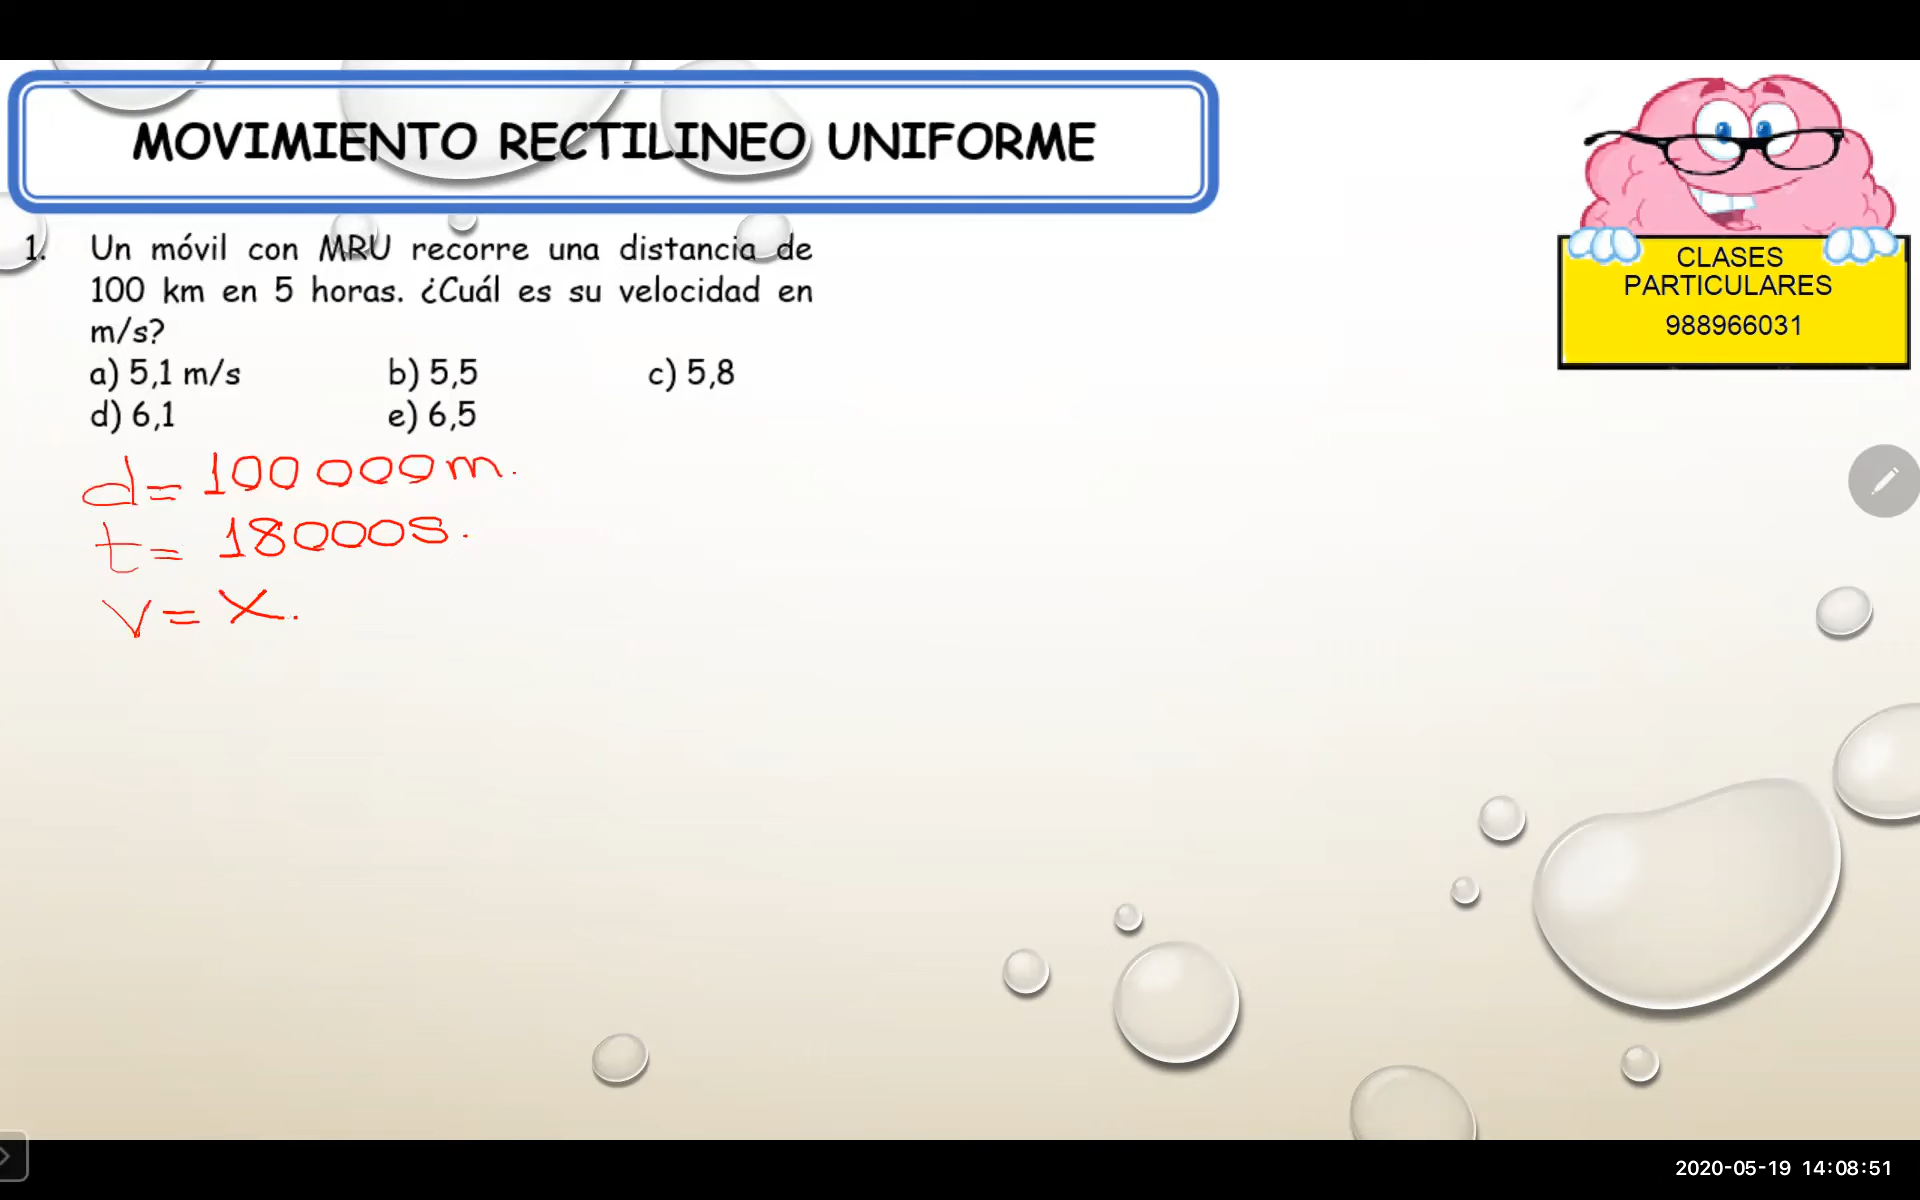 MOVIMIENTO RECTILINEO UNIFORME
1. Un móvil con MRU recorre una distancia de
100 km en 5 horas. ¿Cuál es su velocidad en
m/s?
a) 5,1 m/s b) 5,5 c) 5,8
d) 6,1 e) 6,5
d = 100 000 m.
t = 18000 s.
v = x.
CLASES
PARTICULARES
988966031
2020-05-19 14:08:51